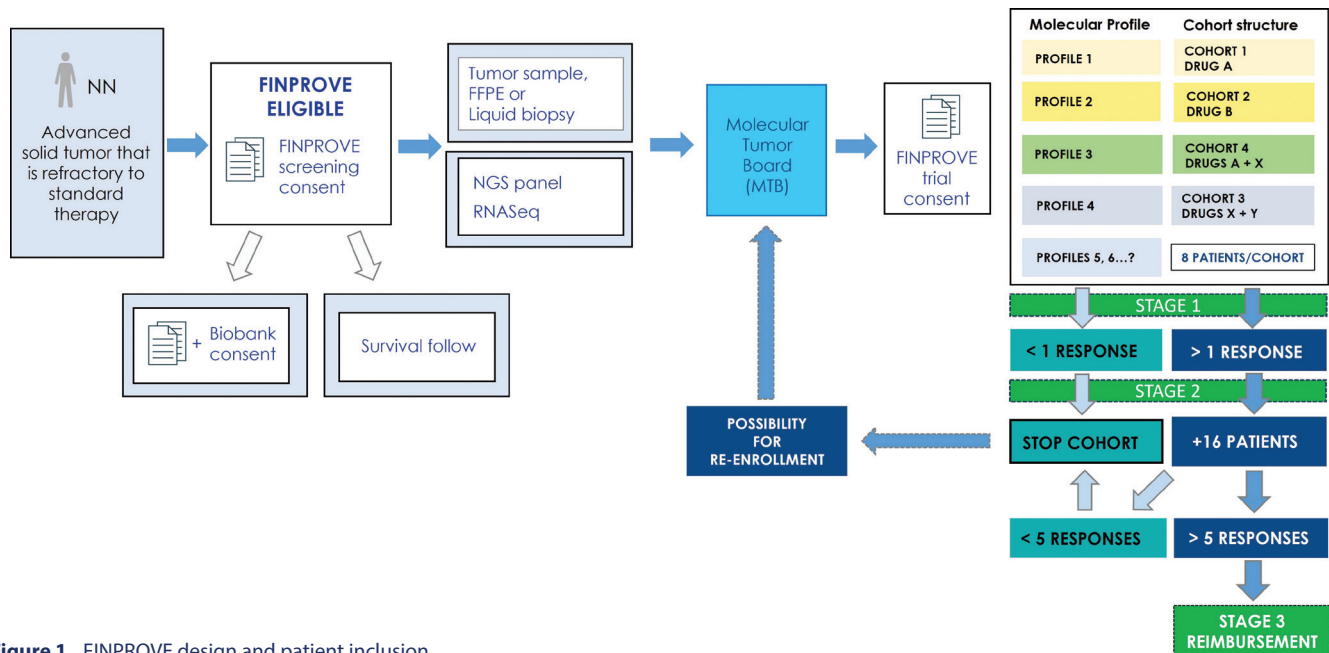 NN
Advanced
solid tumor that
is refractory to
standard
therapy
FINPROVE
ELIGIBLE
FINPROVE
screening
consent
+ Biobank
consent
Survival follow
Tumor sample,
FFPE or
Liquid biopsy
NGS panel
RNASeq
Molecular
Tumor
Board
(MTB)
FINPROVE
trial
consent
POSSIBILITY
FOR
RE-ENROLLMENT
Molecular Profile Cohort structure
PROFILE 1
COHORT 1
DRUG A
PROFILE 2
COHORT 2
DRUG B
PROFILE 3
COHORT 4
DRUGS A + X
PROFILE 4
COHORT 3
DRUGS X + Y
PROFILES 5, 6...? 8 PATIENTS/COHORT
STAGE 1
< 1 RESPONSE > 1 RESPONSE
STAGE 2
STOP COHORT +16 PATIENTS
< 5 RESPONSES > 5 RESPONSES
STAGE 3
REIMBURSEMENT
Figure 1. FINPROVE design and patient inclusion